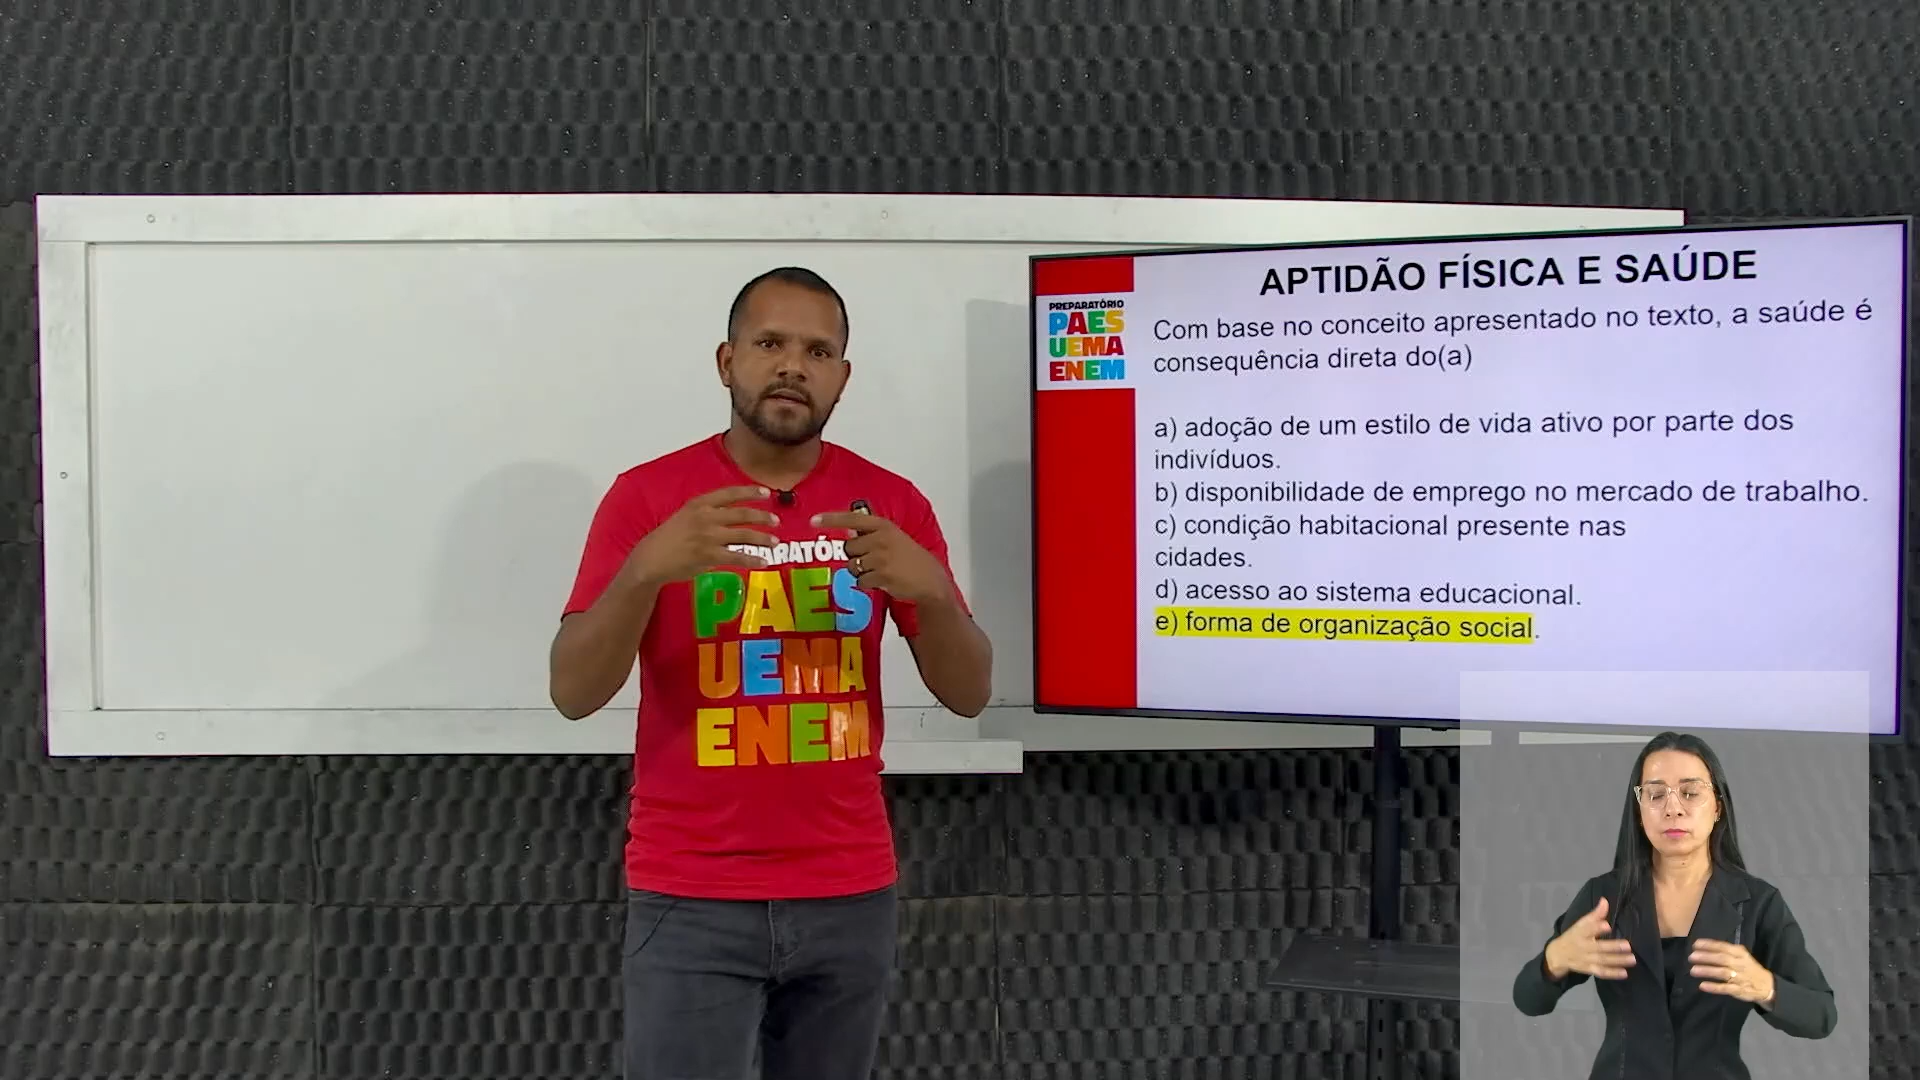 APTIDÃO FÍSICA E SAÚDE
PREPARATÓRIO
PAES
UEMA
ENEM
Com base no conceito apresentado no texto, a saúde é
consequência direta do(a)
a) adoção de um estilo de vida ativo por parte dos
indivíduos.
b) disponibilidade de emprego no mercado de trabalho.
c) condição habitacional presente nas
cidades.
d) acesso ao sistema educacional.
e) forma de organização social.
EPARATÓR
PAES
UEMA
ENEM